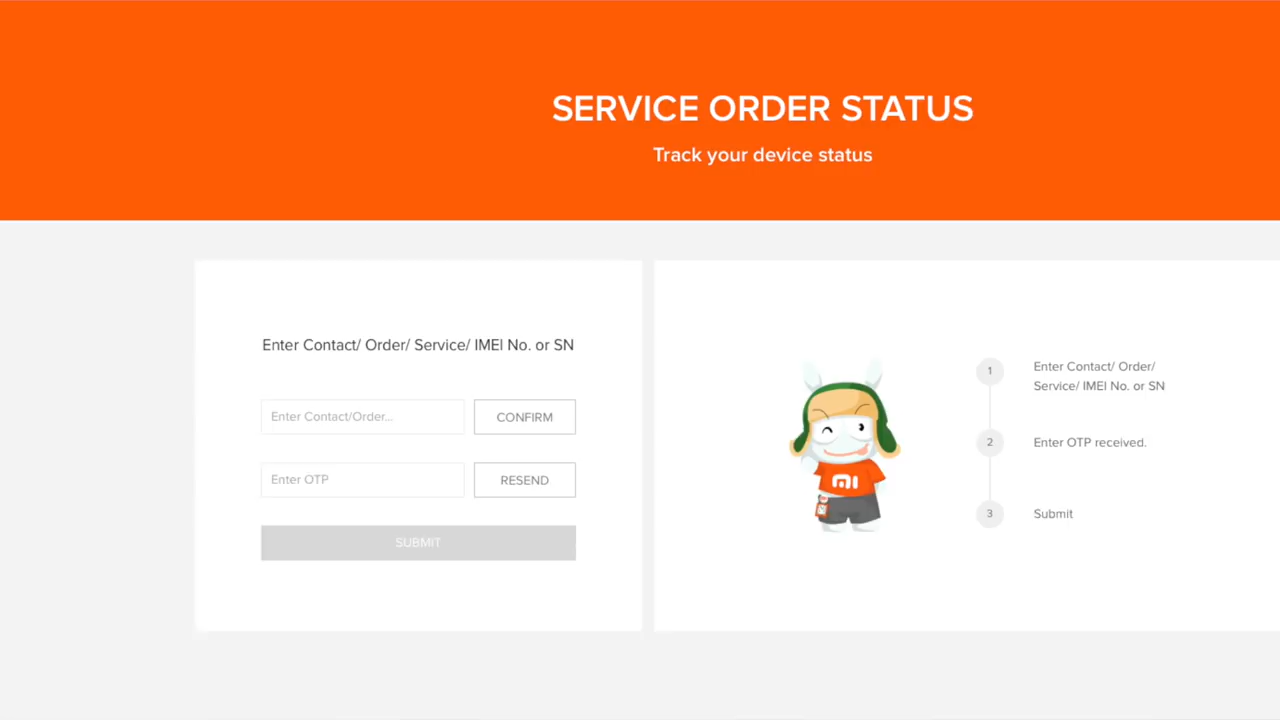 SERVICE ORDER STATUS
Track your device status
Enter Contact/ Order/ Service/ IMEI No. or SN
Enter Contact/Order...
CONFIRM
Enter OTP
RESEND
SUBMIT
mi
1
Enter Contact/ Order/
Service/ IMEI No. or SN
2
Enter OTP received.
3
Submit